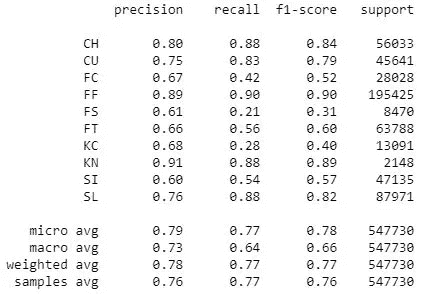 precision recall f1-score support
CH 0.80 0.88 0.84 56033
CU 0.75 0.83 0.79 45641
FC 0.67 0.42 0.52 28028
FF 0.89 0.90 0.90 195425
FS 0.61 0.21 0.31 8470
FT 0.66 0.56 0.60 63788
KC 0.68 0.28 0.40 13091
KN 0.91 0.88 0.89 2148
SI 0.60 0.54 0.57 47135
SL 0.76 0.88 0.82 87971
micro avg 0.79 0.77 0.78 547730
macro avg 0.73 0.64 0.66 547730
weighted avg 0.78 0.77 0.77 547730
samples avg 0.76 0.77 0.76 547730